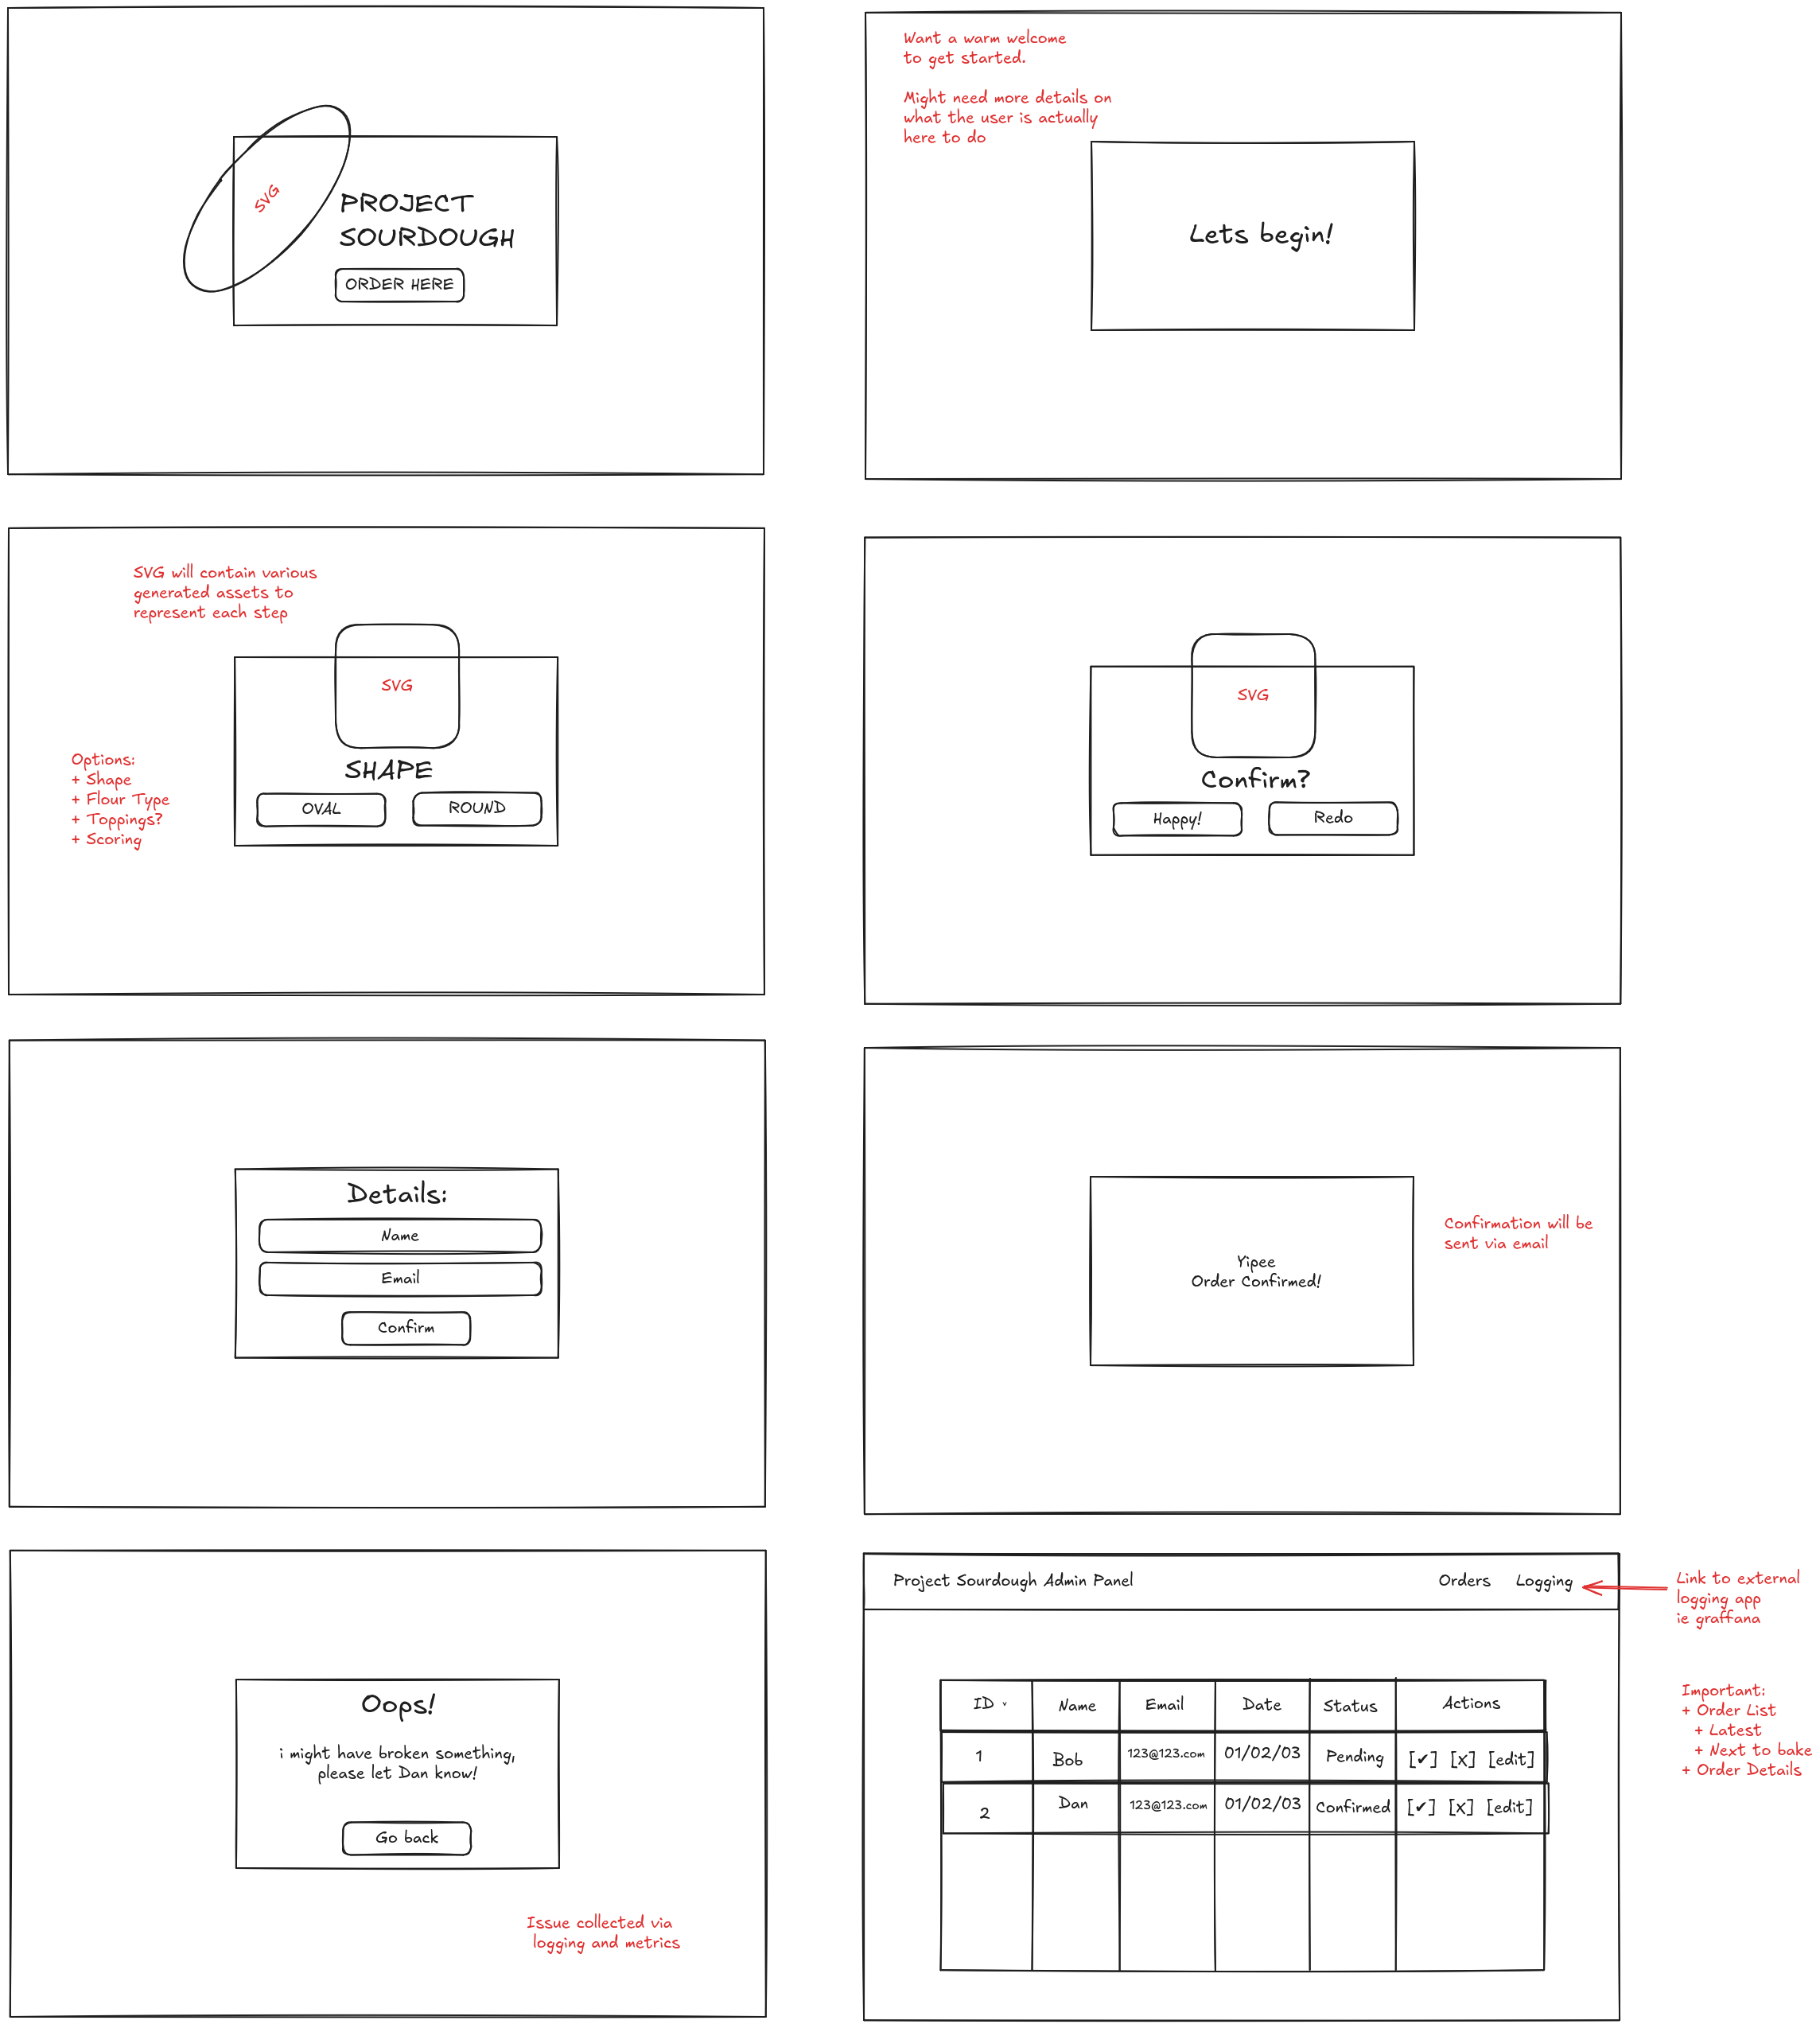 SVG
PROJECT
SOURDOUGH
ORDER HERE
Want a warm welcome
to get started.
Might need more details on
what the user is actually
here to do
Lets begin!
SVG will contain various
generated assets to
represent each step
SVG
Options:
+ Shape
+ Flour Type
+ Toppings?
+ Scoring
SHAPE
OVAL
ROUND
SVG
Confirm?
Happy!
Redo
Details:
Name
Email
Confirm
Yipee
Order Confirmed!
Confirmation will be
sent via email
Oops!
i might have broken something,
please let Dan know!
Go back
Issue collected via
logging and metrics
Project Sourdough Admin Panel Orders Logging
Link to external
logging app
ie graffana
Important:
+ Order List
+ Latest
+ Next to bake
+ Order Details
ID ˅ Name Email Date Status Actions
1 Bob 123@123.com 01/02/03 Pending [✔] [x] [edit]
2 Dan 123@123.com 01/02/03 Confirmed [✔] [x] [edit]